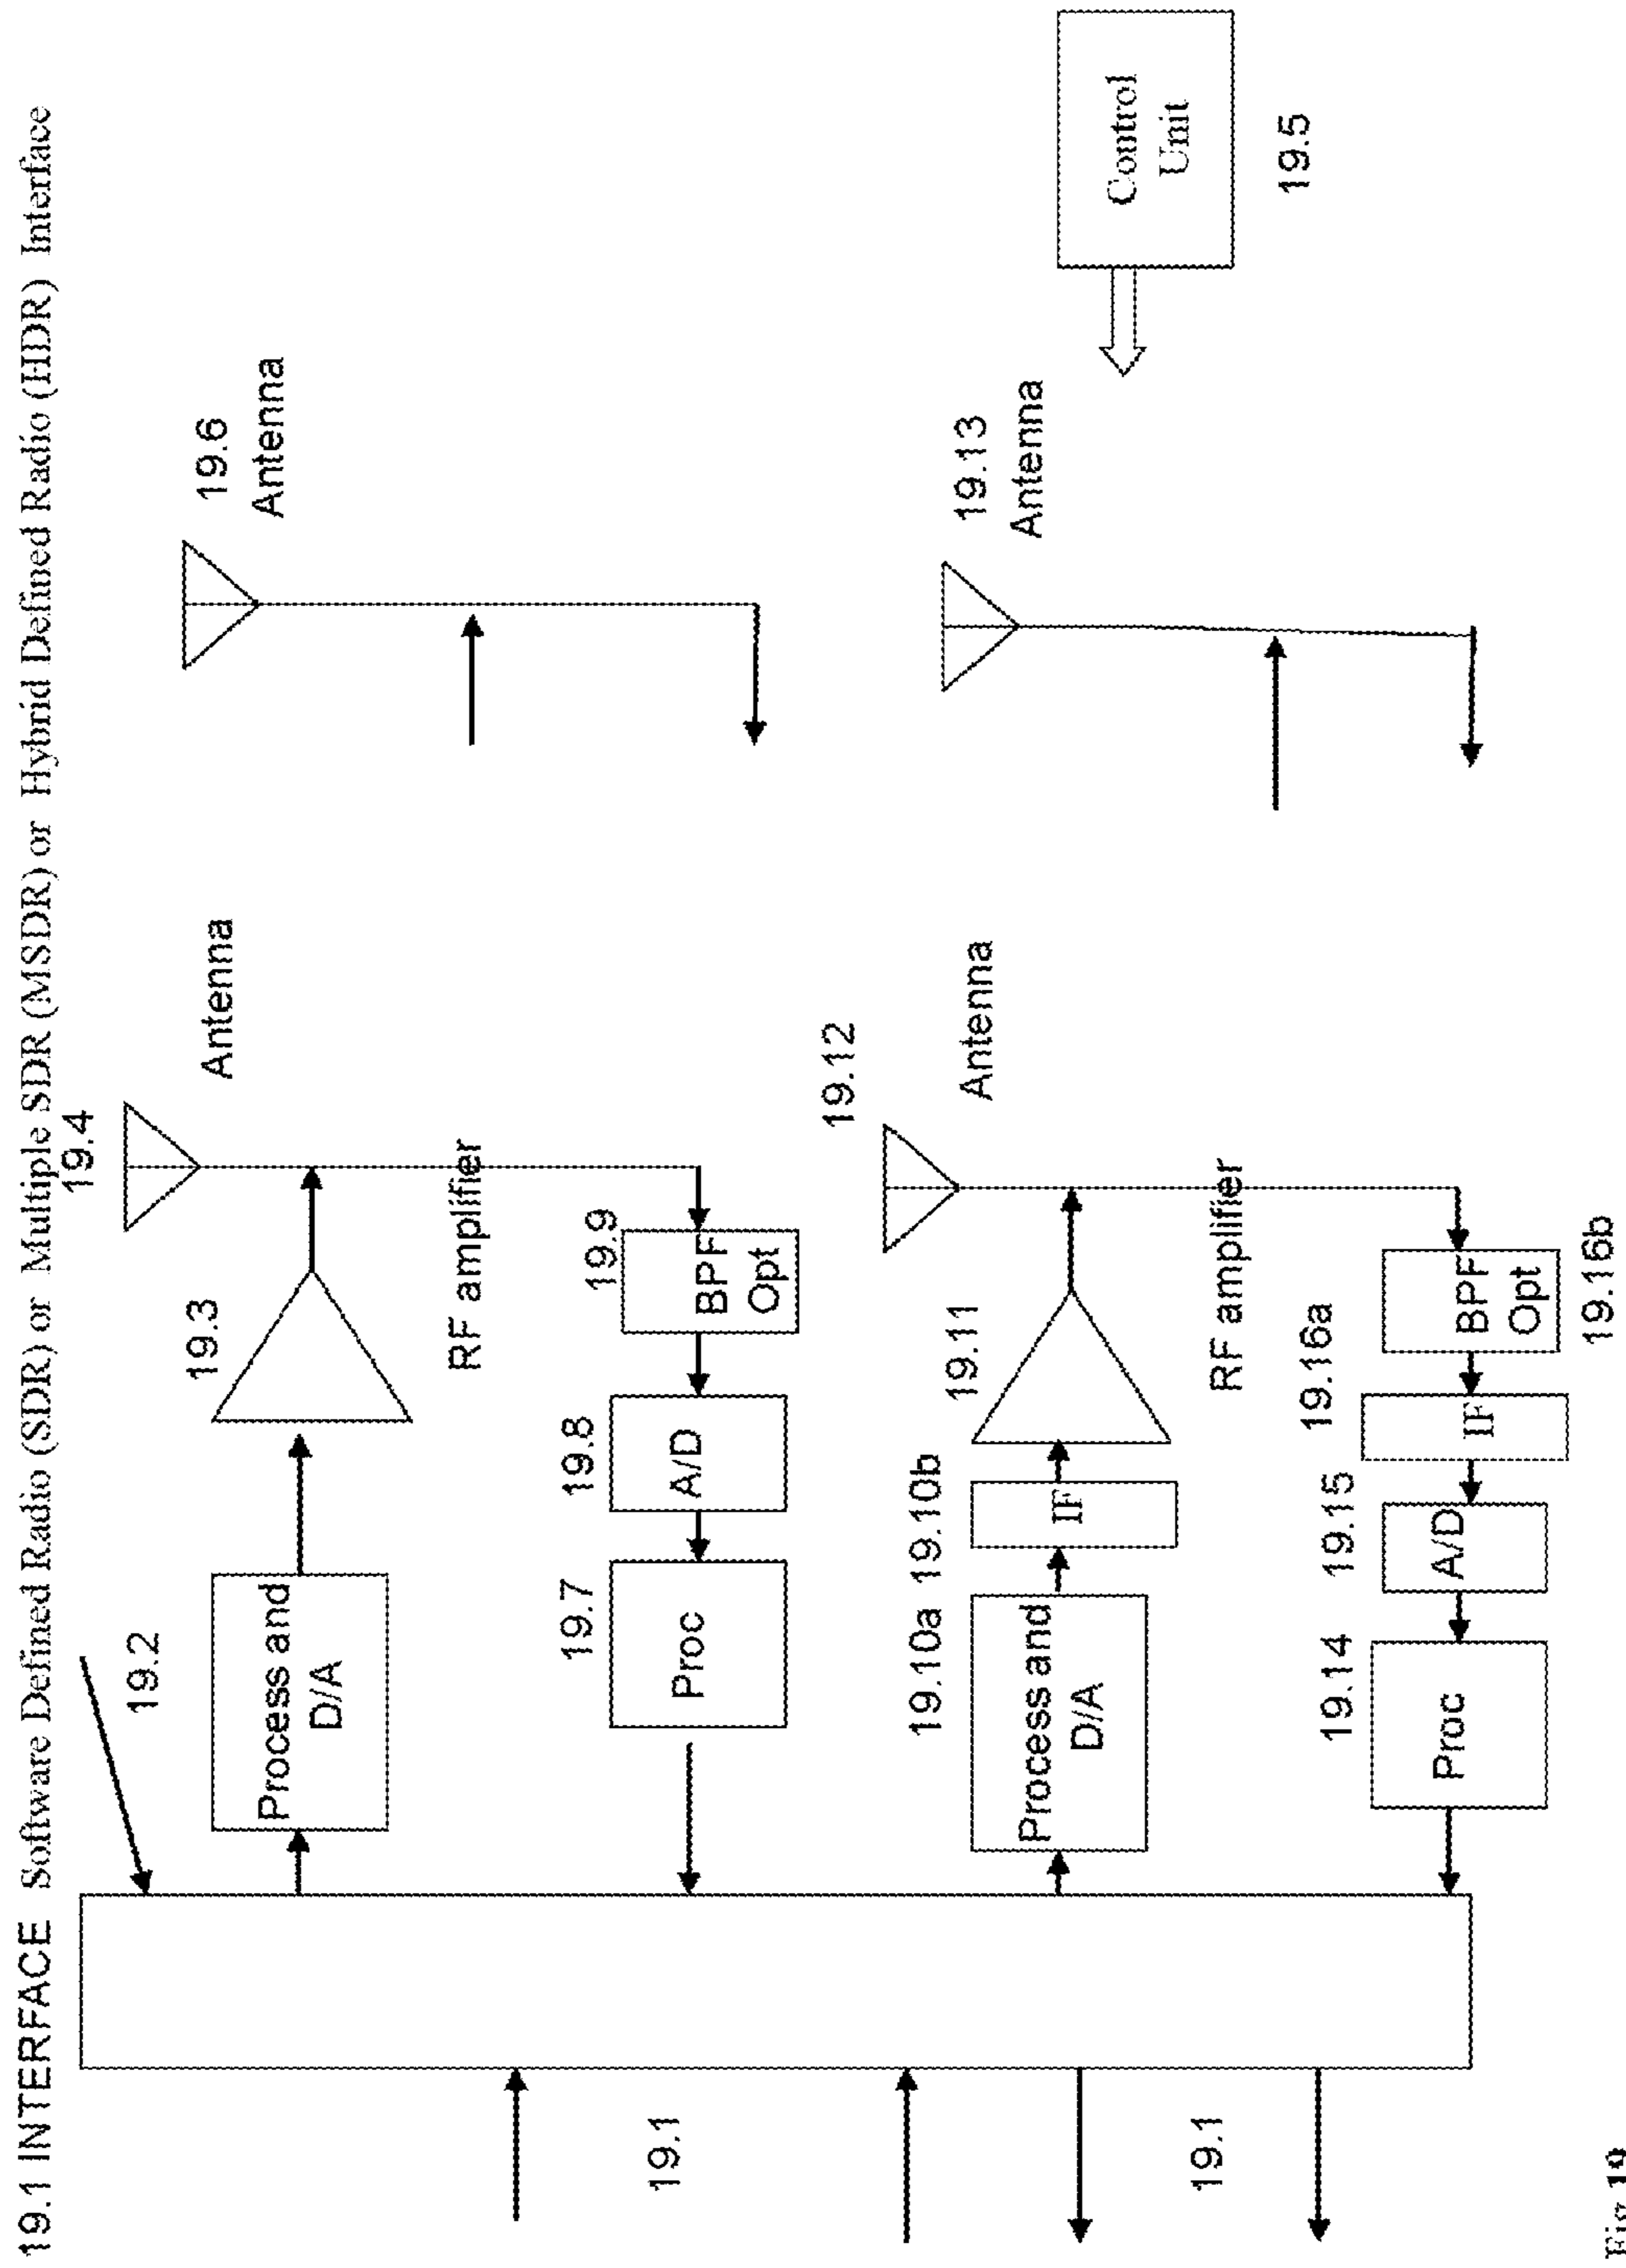 19.1 INTERFACE Software Defined Radio (SDR) or Multiple SDR (MSDR) or Hybrid Defined Radio (HDR) Interface
19.4
19.2
19.3
Antenna
19.6
Antenna
Process and
D/A
RF amplifier
19.7
19.8
19.9
Proc
A/D
BPF
Opt
19.1
19.12
19.10a
19.10b
19.11
Antenna
19.13
Antenna
Process and
D/A
IF
Control
Unit
RF amplifier
19.5
19.1
19.14
19.15
19.16a
Proc
A/D
IF
BPF
Opt
19.16b
Fig 19